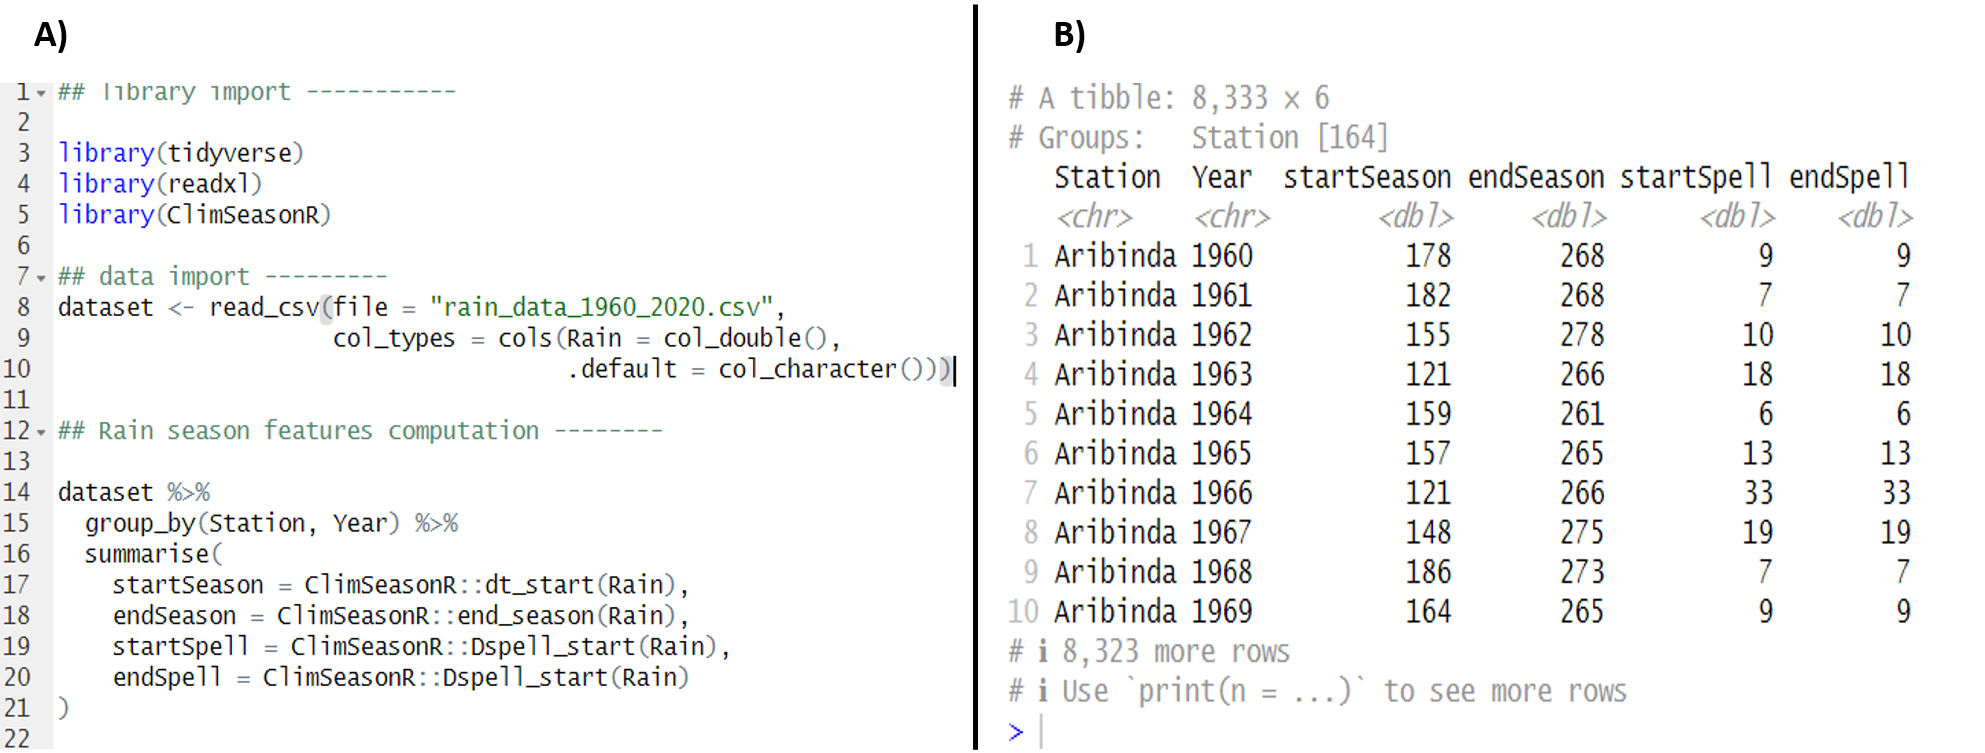 A)
1 ## library import -----------
2
3 library(tidyverse)
4 library(readxl)
5 library(ClimSeasonR)
6
7 ## data import ---------
8 dataset <- read_csv(file = "rain_data_1960_2020.csv",
9 col_types = cols(Rain = col_double(),
10 .default = col_character()))
11
12 ## Rain season features computation --------
13
14 dataset %>%
15 group_by(Station, Year) %>%
16 summarise(
17 startSeason = ClimSeasonR::dt_start(Rain),
18 endSeason = ClimSeasonR::end_season(Rain),
19 startSpell = ClimSeasonR::Dspell_start(Rain),
20 endSpell = ClimSeasonR::Dspell_start(Rain)
21 )
22
B)
# A tibble: 8,333 × 6
# Groups: Station [164]
Station Year startSeason endSeason startSpell endSpell
<chr> <chr> <dbl> <dbl> <dbl> <dbl>
1 Aribinda 1960 178 268 9 9
2 Aribinda 1961 182 268 7 7
3 Aribinda 1962 155 278 10 10
4 Aribinda 1963 121 266 18 18
5 Aribinda 1964 159 261 6 6
6 Aribinda 1965 157 265 13 13
7 Aribinda 1966 121 266 33 33
8 Aribinda 1967 148 275 19 19
9 Aribinda 1968 186 273 7 7
10 Aribinda 1969 164 265 9 9
# i 8,323 more rows
# i Use `print(n = ...)` to see more rows
>